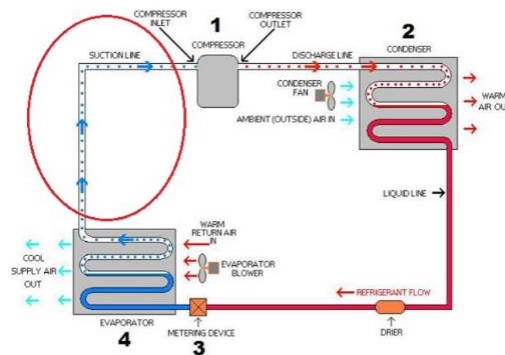 COMPRESSOR
INLET
1
COMPRESSOR
COMPRESSOR
OUTLET
2
CONDENSER
SUCTION LINE
DISCHARGE LINE
CONDENSER
FAN
WARM
AIR OUT
AMBIENT (OUTSIDE) AIR IN
LIQUID LINE
WARM
RETURN AIR
IN
COOL
SUPPLY AIR
OUT
EVAPORATOR
BLOWER
REFRIGERANT FLOW
EVAPORATOR
4
METERING DEVICE
3
DRIER